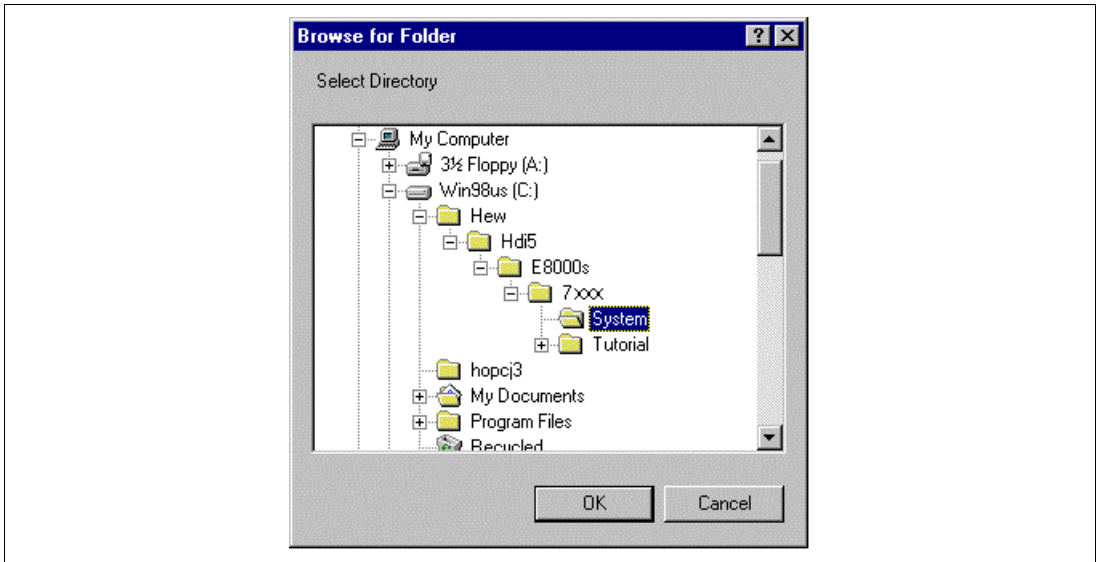 Browse for Folder
Select Directory
My Computer
3½ Floppy (A:)
Win98us (C:)
Hew
Hdi5
E8000s
7xxx
System
Tutorial
hopcj3
My Documents
Program Files
Recycled
OK Cancel